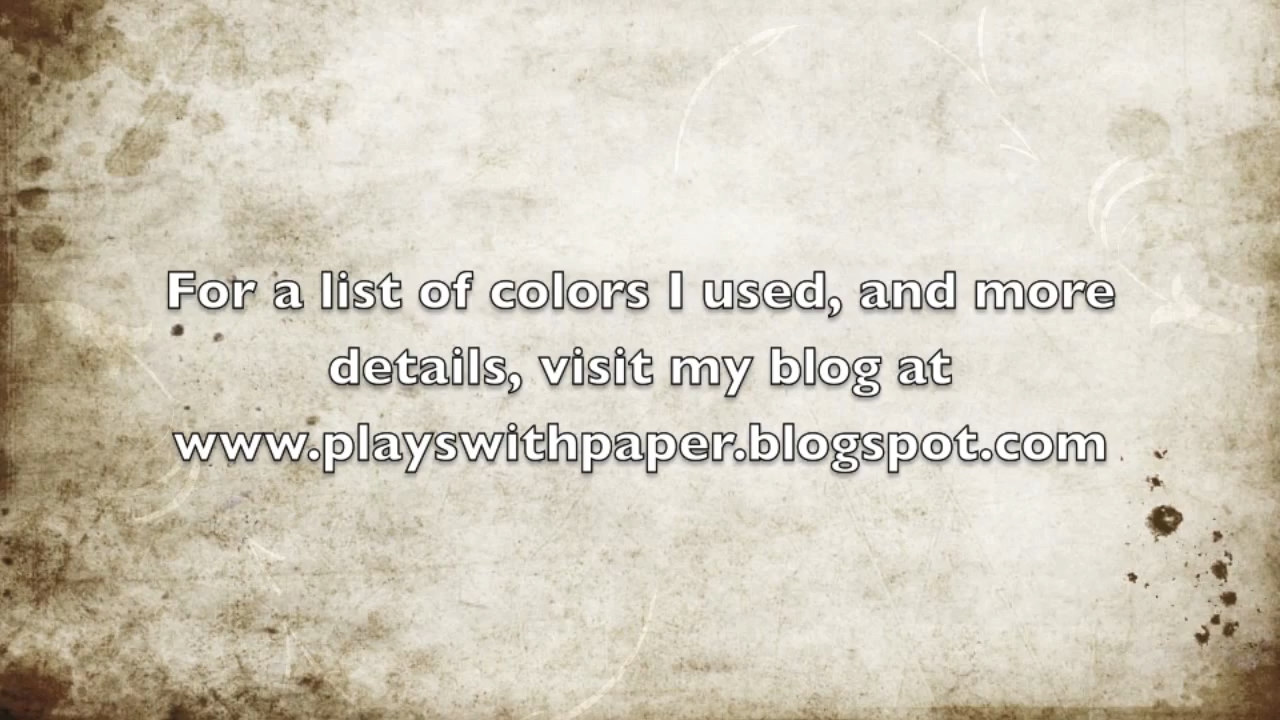 For a list of colors I used, and more
details, visit my blog at
www.playswithpaper.blogspot.com